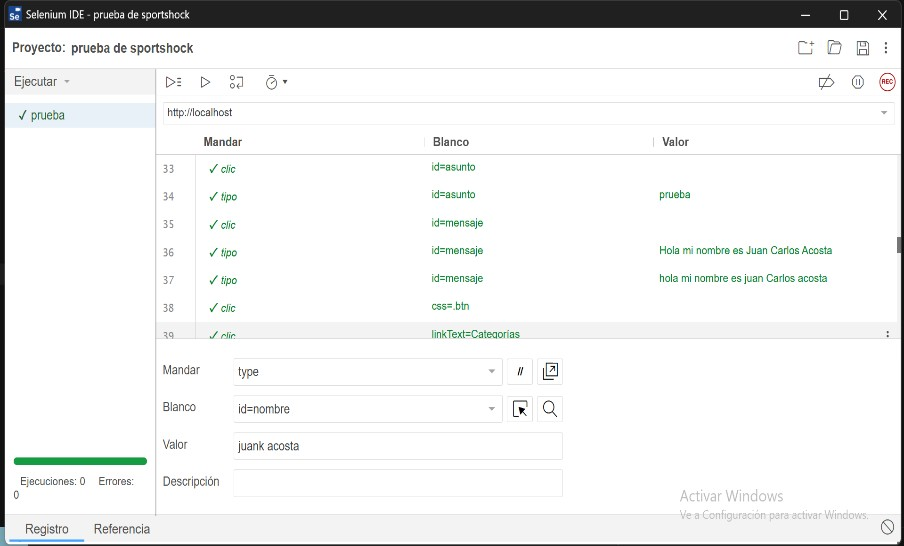 Selenium IDE - prueba de sportshock
Proyecto: prueba de sportshock
Ejecutar
✓ prueba
http://localhost
Mandar Blanco Valor
33 ✓ clic id=asunto
34 ✓ tipo id=asunto prueba
35 ✓ clic id=mensaje
36 ✓ tipo id=mensaje Hola mi nombre es Juan Carlos Acosta
37 ✓ tipo id=mensaje hola mi nombre es juan Carlos acosta
38 ✓ clic css=.btn
39 ✓ clic linkText=Categorías
Mandar type //
Blanco id=nombre
Valor juank acosta
Descripción
Ejecuciones: 0 Errores:
0
Activar Windows
Ve a Configuración para activar Windows.
Registro Referencia
REC
Se